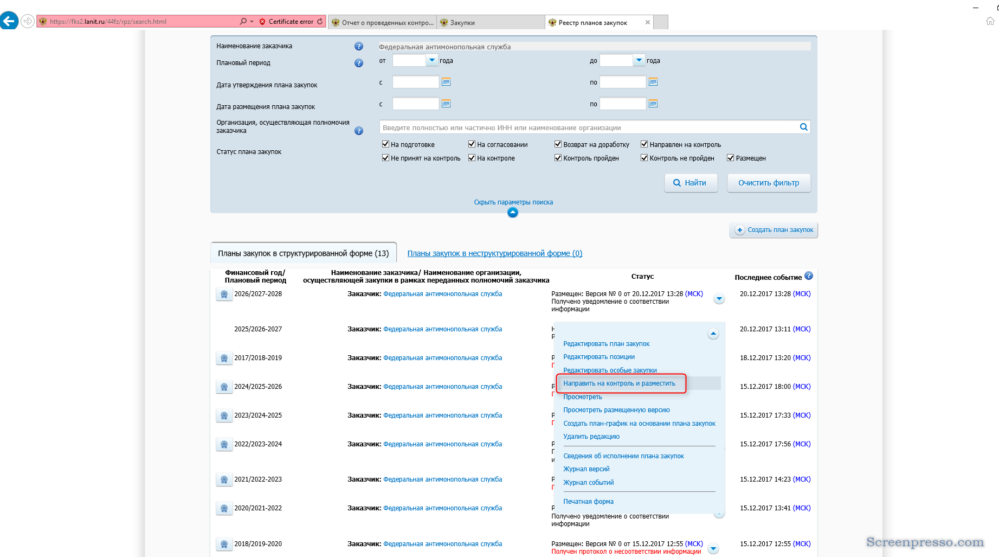 https://fks2.lanit.ru/44fz/rpz/search.html
Certificate error
Отчет о проведенных контро...
Закупки
Реестр планов закупок
Наименование заказчика
Федеральная антимонопольная служба
Плановый период
от
года
до
года
Дата утверждения плана закупок
с
по
Дата размещения плана закупок
с
по
Организация, осуществляющая полномочия
заказчика
Введите полностью или частично ИНН или наименование организации
Статус плана закупок
На подготовке
На согласовании
Возврат на доработку
Направлен на контроль
Не принят на контроль
На контроле
Контроль пройден
Контроль не пройден
Размещен
Найти
Очистить фильтр
Скрыть параметры поиска
Создать план закупок
Планы закупок в структурированной форме (13)
Планы закупок в неструктурированной форме (0)
Финансовый год/
Плановый период
Наименование заказчика/ Наименование организации,
осуществляющей закупки в рамках переданных полномочий заказчика
Статус
Последнее событие
2026/2027-2028
Заказчик: Федеральная антимонопольная служба
Размещен: Версия № 0 от 20.12.2017 13:28 (МСК)
Получено уведомление о соответствии
информации
20.12.2017 13:28 (МСК)
2025/2026-2027
Заказчик: Федеральная антимонопольная служба
20.12.2017 13:11 (МСК)
Редактировать план закупок
Редактировать позиции
Редактировать особые закупки
Направить на контроль и разместить
Просмотреть
Просмотреть размещенную версию
Создать план-график на основании плана закупок
Удалить редакцию
Сведения об исполнении плана закупок
Журнал версий
Журнал событий
Печатная форма
2017/2018-2019
Заказчик: Федеральная антимонопольная служба
18.12.2017 13:20 (МСК)
2024/2025-2026
Заказчик: Федеральная антимонопольная служба
15.12.2017 18:00 (МСК)
2023/2024-2025
Заказчик: Федеральная антимонопольная служба
15.12.2017 17:33 (МСК)
2022/2023-2024
Заказчик: Федеральная антимонопольная служба
15.12.2017 17:56 (МСК)
2021/2022-2023
Заказчик: Федеральная антимонопольная служба
15.12.2017 14:23 (МСК)
2020/2021-2022
Заказчик: Федеральная антимонопольная служба
Получено уведомление о соответствии
информации
15.12.2017 13:41 (МСК)
2018/2019-2020
Заказчик: Федеральная антимонопольная служба
Размещен: Версия № 0 от 15.12.2017 12:55 (МСК)
Получен протокол о несоответствии информации
15.12.2017 12:55 (МСК)
Screenpresso.com